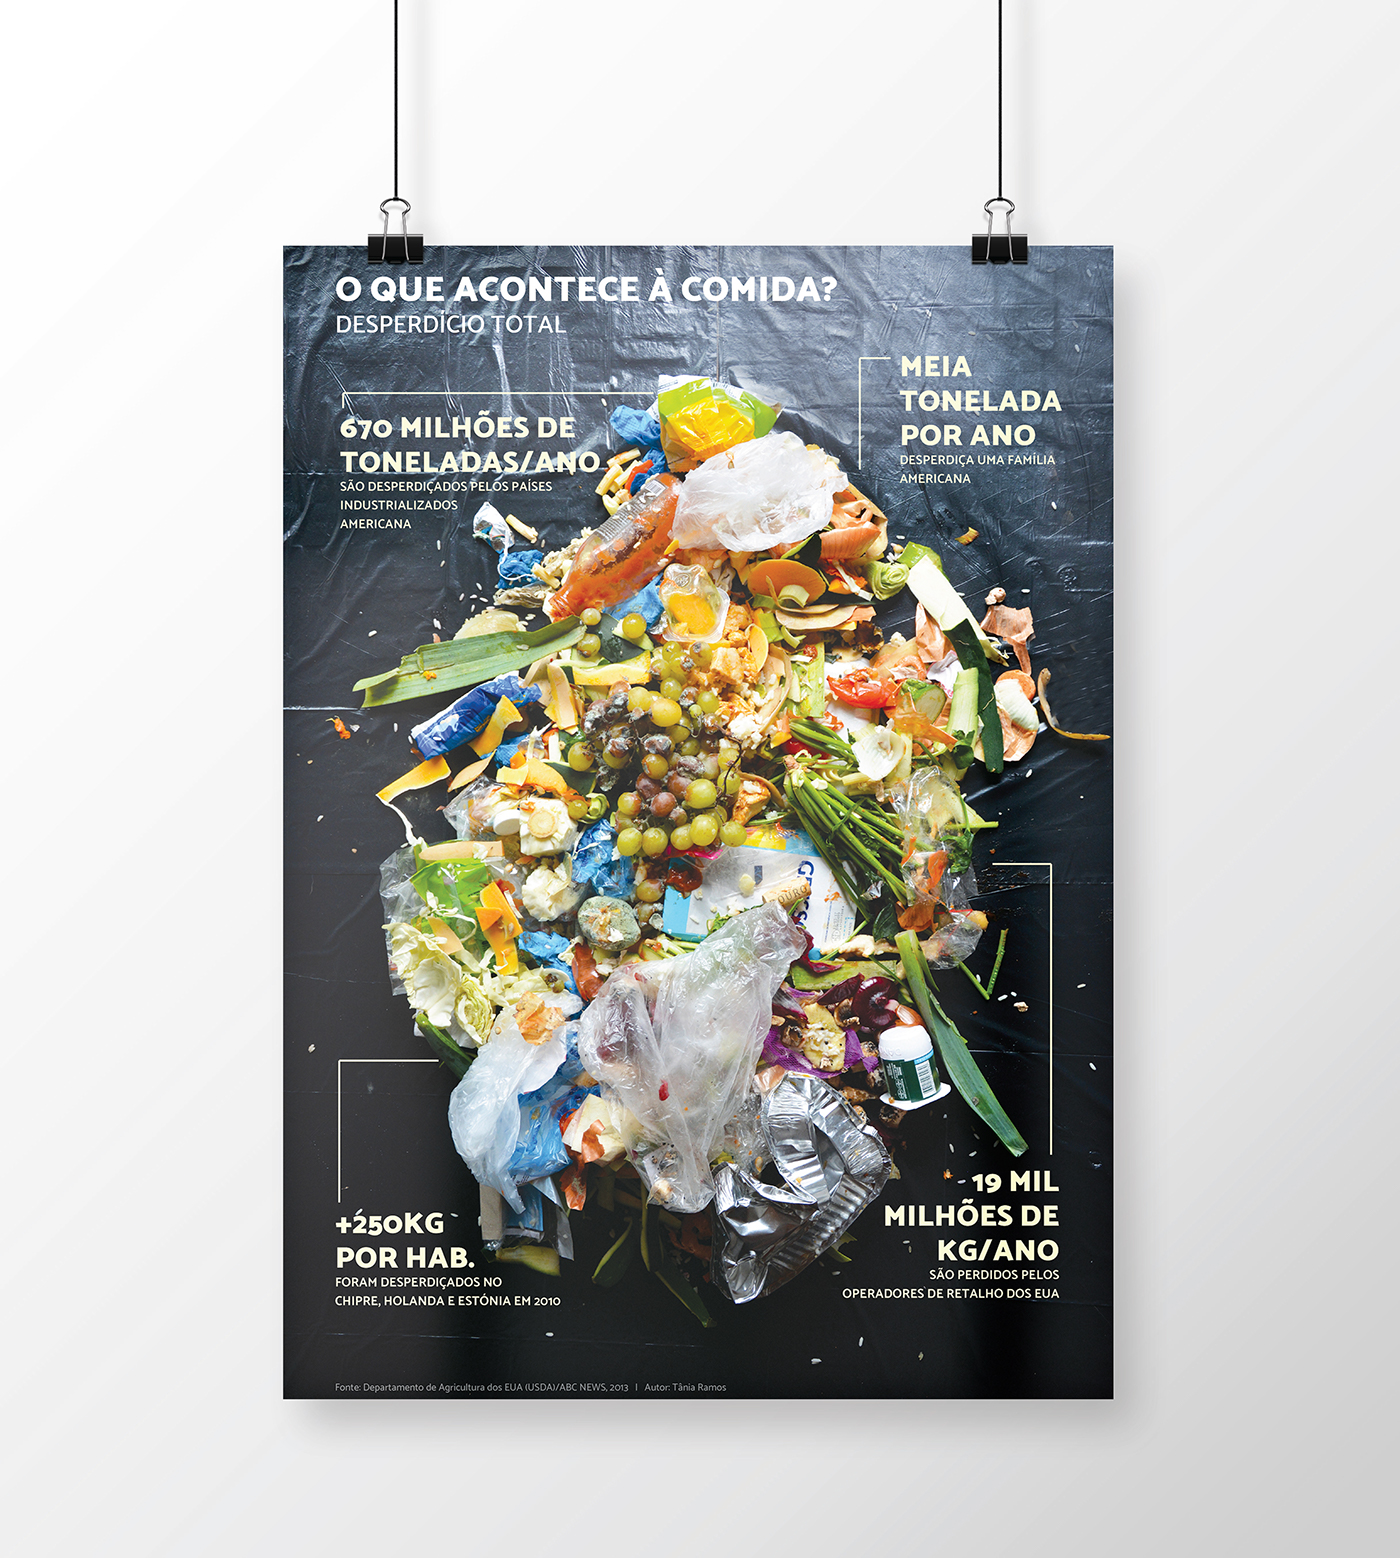 O QUE ACONTECE À COMIDA?
DESPERDÍCIO TOTAL
MEIA
TONELADA
POR ANO
DESPERDIÇA UMA FAMÍLIA
AMERICANA
670 MILHÕES DE
TONELADAS/ANO
SÃO DESPERDIÇADOS PELOS PAÍSES
INDUSTRIALIZADOS
AMERICANA
+250KG
POR HAB.
FORAM DESPERDIÇADOS NO
CHIPRE, HOLANDA E ESTÓNIA EM 2010
19 MIL
MILHÕES DE
KG/ANO
SÃO PERDIDOS PELOS
OPERADORES DE RETALHO DOS EUA
Fonte: Departamento de Agricultura dos EUA (USDA)/ABC NEWS, 2013 | Autor: Tânia Ramos